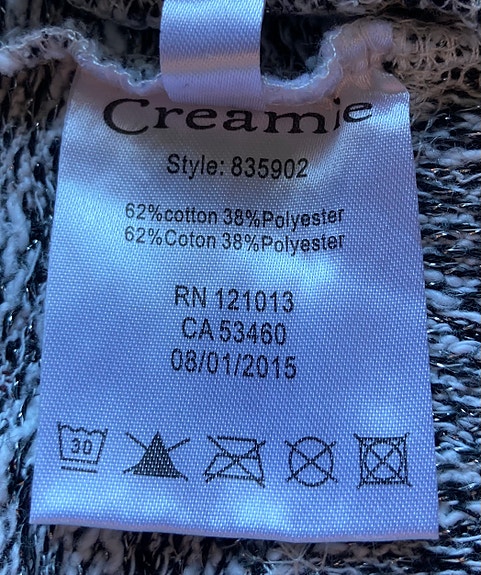 Creamie
Style: 835902
62%cotton 38%Polyester
62%Coton 38%Polyester
RN 121013
CA 53460
08/01/2015
30